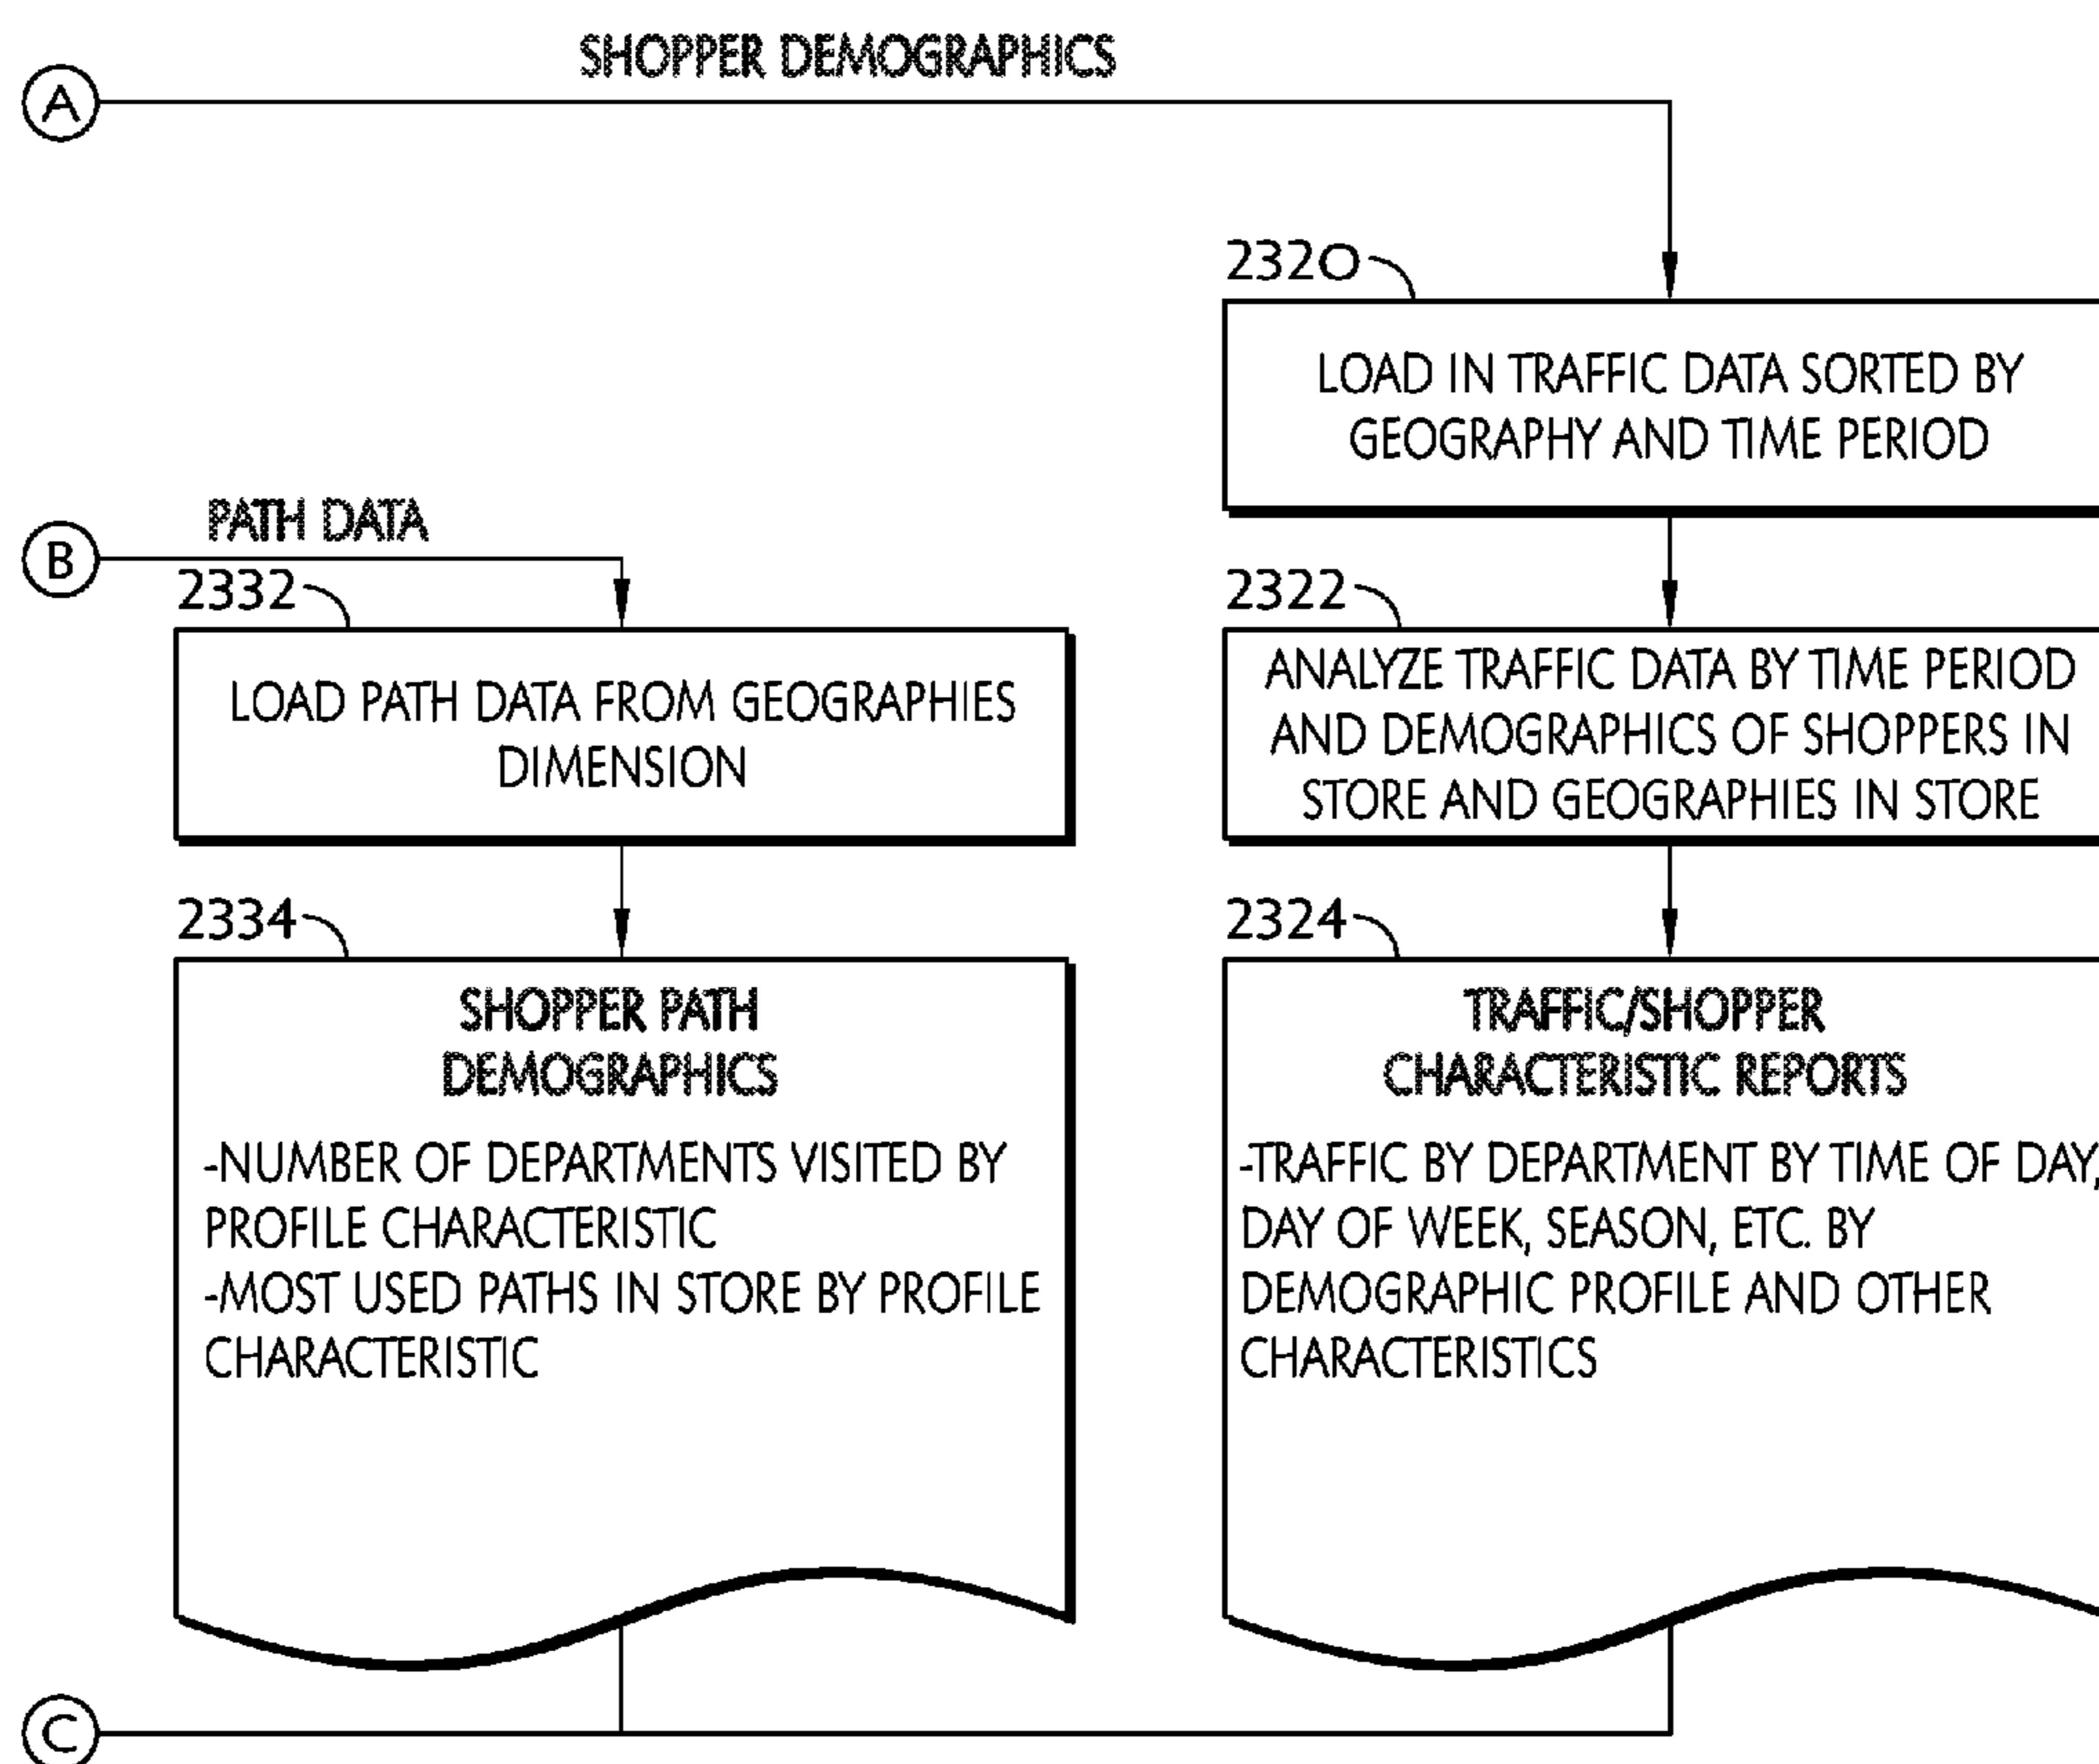 SHOPPER DEMOGRAPHICS
A
2320
LOAD IN TRAFFIC DATA SORTED BY
GEOGRAPHY AND TIME PERIOD
PATH DATA
B
2332
LOAD PATH DATA FROM GEOGRAPHIES
DIMENSION
2322
ANALYZE TRAFFIC DATA BY TIME PERIOD
AND DEMOGRAPHICS OF SHOPPERS IN
STORE AND GEOGRAPHIES IN STORE
2334
SHOPPER PATH
DEMOGRAPHICS
-NUMBER OF DEPARTMENTS VISITED BY
PROFILE CHARACTERISTIC
-MOST USED PATHS IN STORE BY PROFILE
CHARACTERISTIC
2324
TRAFFIC/SHOPPER
CHARACTERISTIC REPORTS
-TRAFFIC BY DEPARTMENT BY TIME OF DAY,
DAY OF WEEK, SEASON, ETC. BY
DEMOGRAPHIC PROFILE AND OTHER
CHARACTERISTICS
C